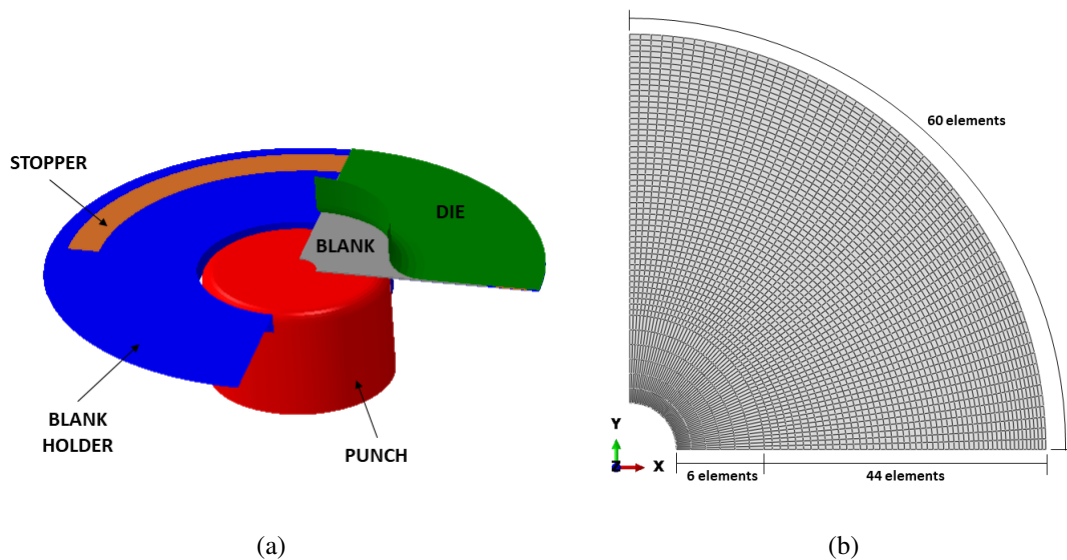 STOPPER
DIE
BLANK
BLANK
HOLDER
PUNCH
(a)
60 elements
Y
Z
X
6 elements
44 elements
(b)